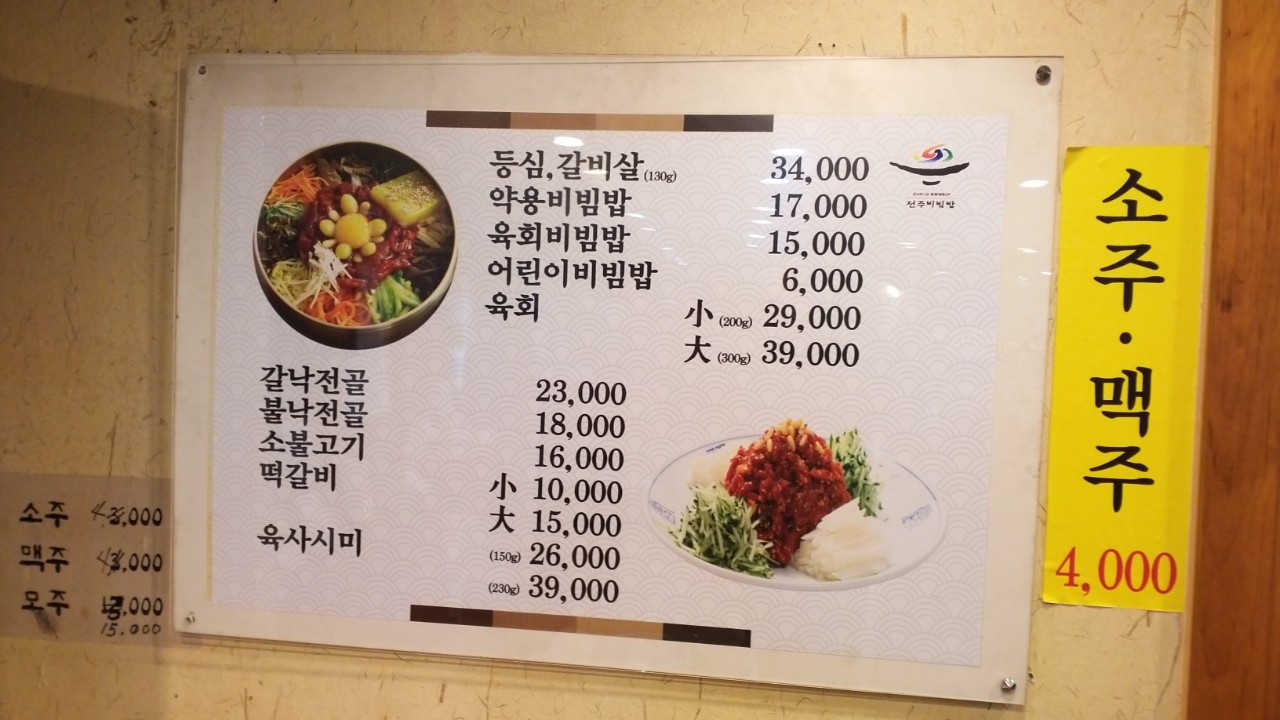 등심,갈비살(130g) 34,000
약용비빔밥 17,000
육회비빔밥 15,000
어린이비빔밥 6,000
육회 小 (200g) 29,000
大 (300g) 39,000
전주비빔밥
갈낙전골 23,000
불낙전골 18,000
소불고기 16,000
떡갈비 小 10,000
大 15,000
육사시미 (150g) 26,000
(230g) 39,000
소주·맥주
4,000
소주 ,000
맥주 ,000
모주 ,000
15.000